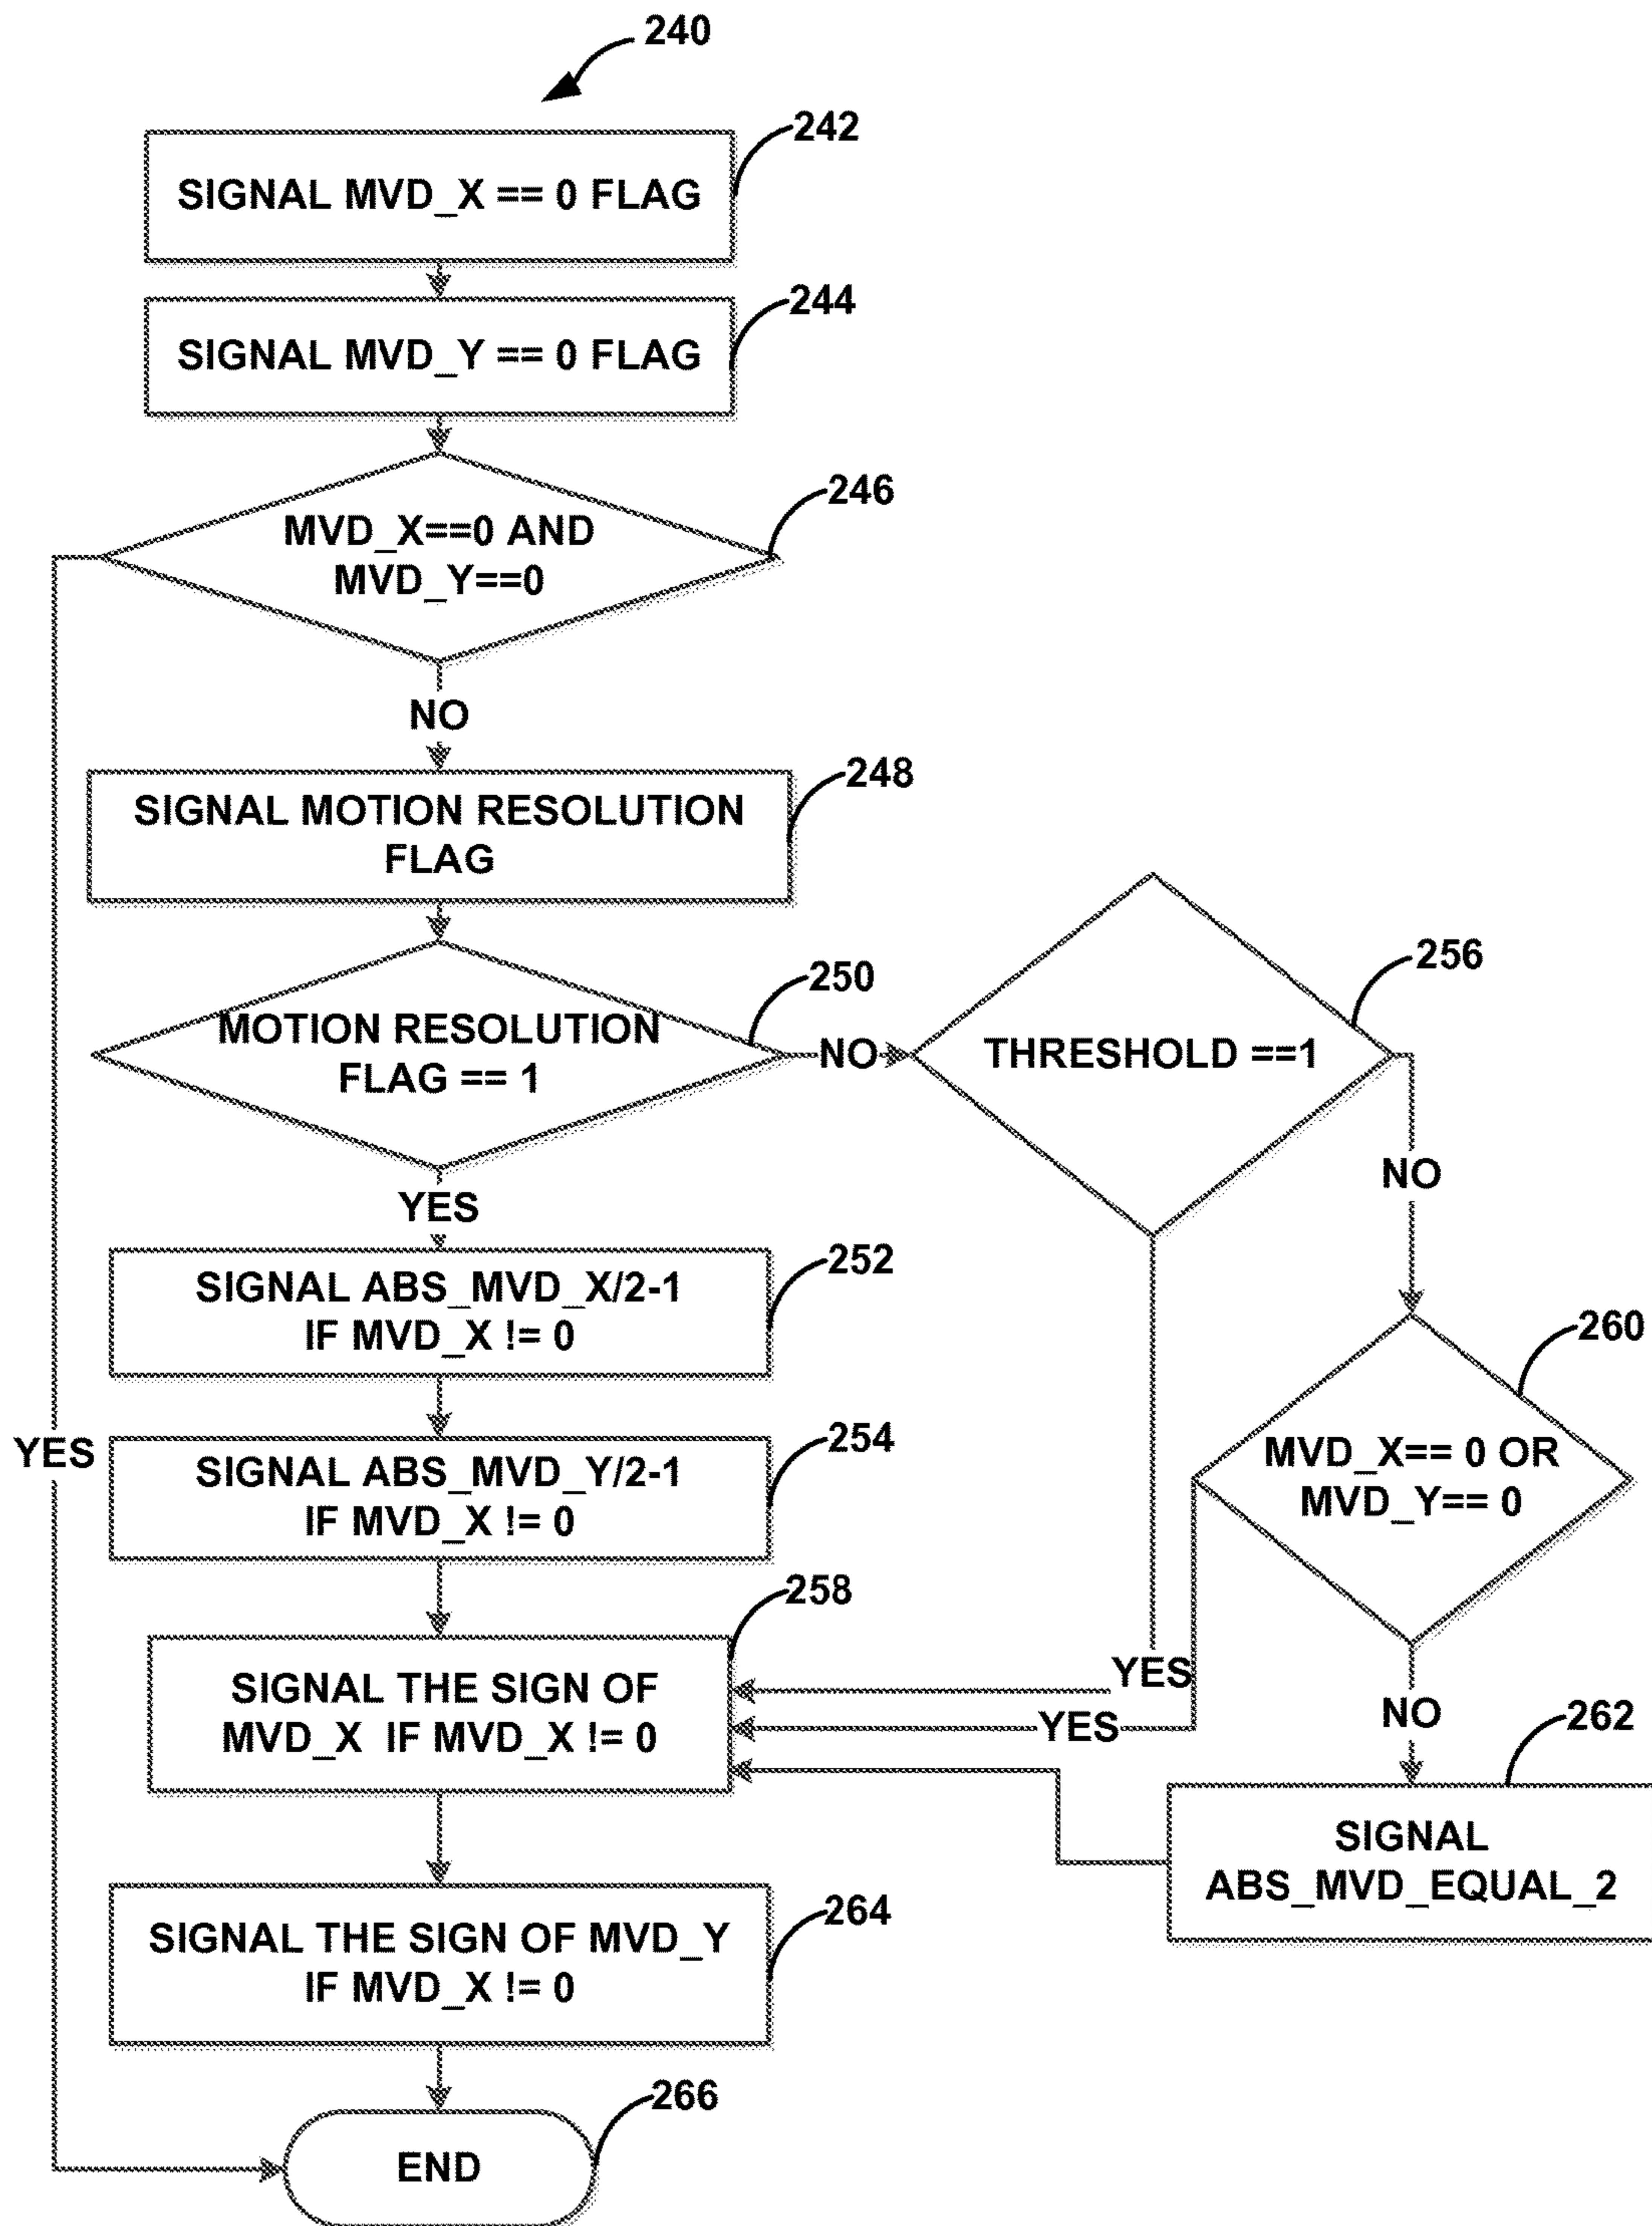 240
242
SIGNAL MVD_X == 0 FLAG
244
SIGNAL MVD_Y == 0 FLAG
246
MVD_X==0 AND
MVD_Y==0
NO
248
SIGNAL MOTION RESOLUTION
FLAG
250
MOTION RESOLUTION
FLAG == 1
NO
256
THRESHOLD ==1
NO
YES
252
SIGNAL ABS_MVD_X/2-1
IF MVD_X != 0
260
MVD_X== 0 OR
MVD_Y== 0
YES
254
SIGNAL ABS_MVD_Y/2-1
IF MVD_X != 0
258
SIGNAL THE SIGN OF
MVD_X IF MVD_X != 0
YES
YES
NO
262
SIGNAL
ABS_MVD_EQUAL_2
264
SIGNAL THE SIGN OF MVD_Y
IF MVD_X != 0
266
END